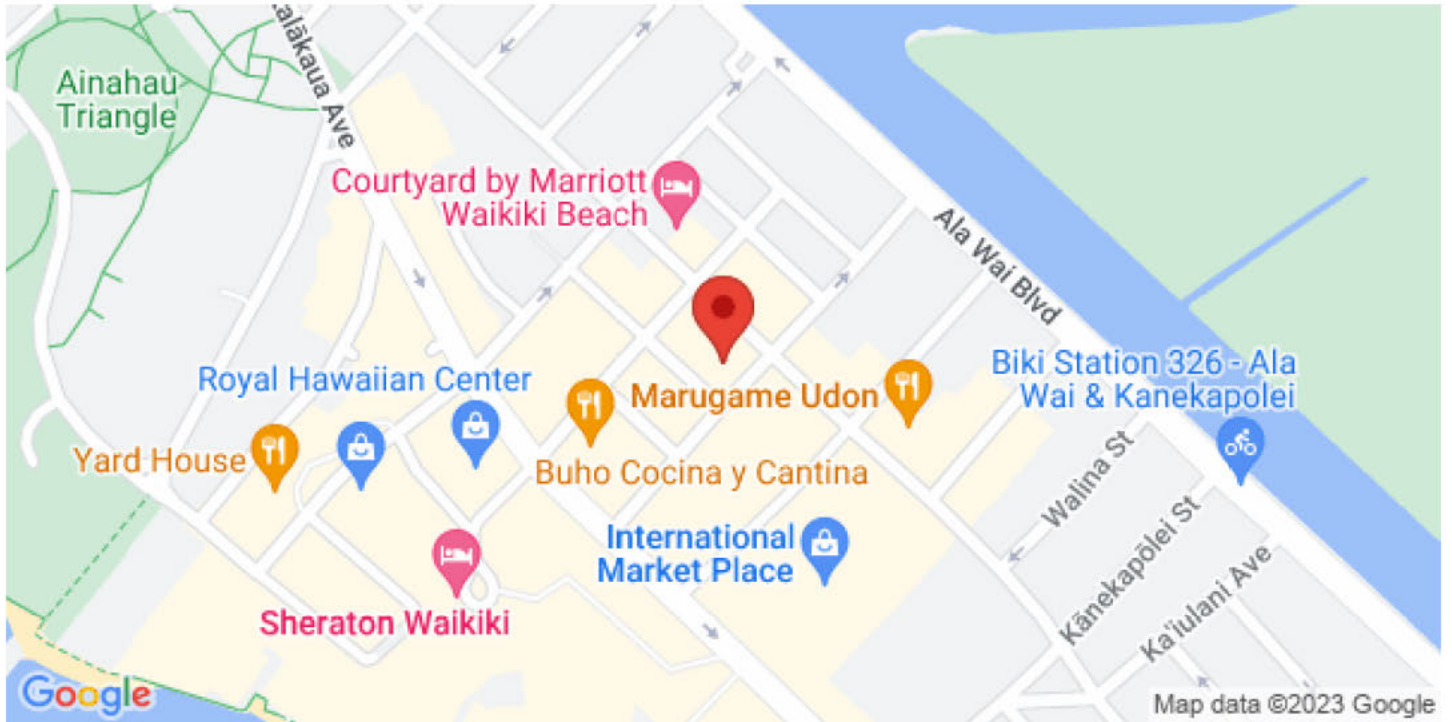 Kalākaua Ave
Ainahau
Triangle
Courtyard by Marriott
Waikiki Beach
Ala Wai Blvd
Royal Hawaiian Center
Marugame Udon
Biki Station 326 - Ala
Wai & Kanekapolei
Yard House
Buho Cocina y Cantina
Walina St
International
Market Place
Kānekapōlei St
Ka'iulani Ave
Sheraton Waikiki
Google
Map data ©2023 Google